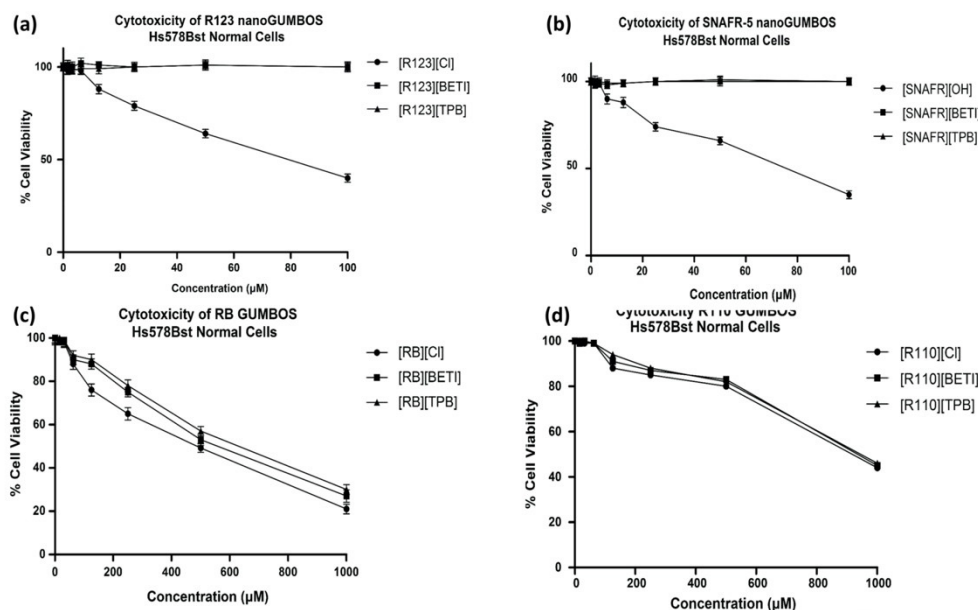 (a)
Cytotoxicity of R123 nanoGUMBOS
Hs578Bst Normal Cells
% Cell Viability
100
50
0
0
20
40
60
80
100
Concentration (µM)
[R123][Cl]
[R123][BETI]
[R123][TPB]
(b)
Cytotoxicity of SNAFR-5 nanoGUMBOS
Hs578Bst Normal Cells
% Cell Viability
100
50
0
0
20
40
60
80
100
Concentration (µM)
[SNAFR][OH]
[SNAFR][BETI]
[SNAFR][TPB]
(c)
Cytotoxicity of RB GUMBOS
Hs578Bst Normal Cells
% Cell Viability
100
80
60
40
20
0
0
200
400
600
800
1000
Concentration (µM)
[RB][Cl]
[RB][BETI]
[RB][TPB]
(d)
Cytotoxicity R110 GUMBOS
Hs578Bst Normal Cells
% Cell Viability
100
80
60
40
20
0
0
200
400
600
800
1000
Concentration (µM)
[R110][Cl]
[R110][BETI]
[R110][TPB]